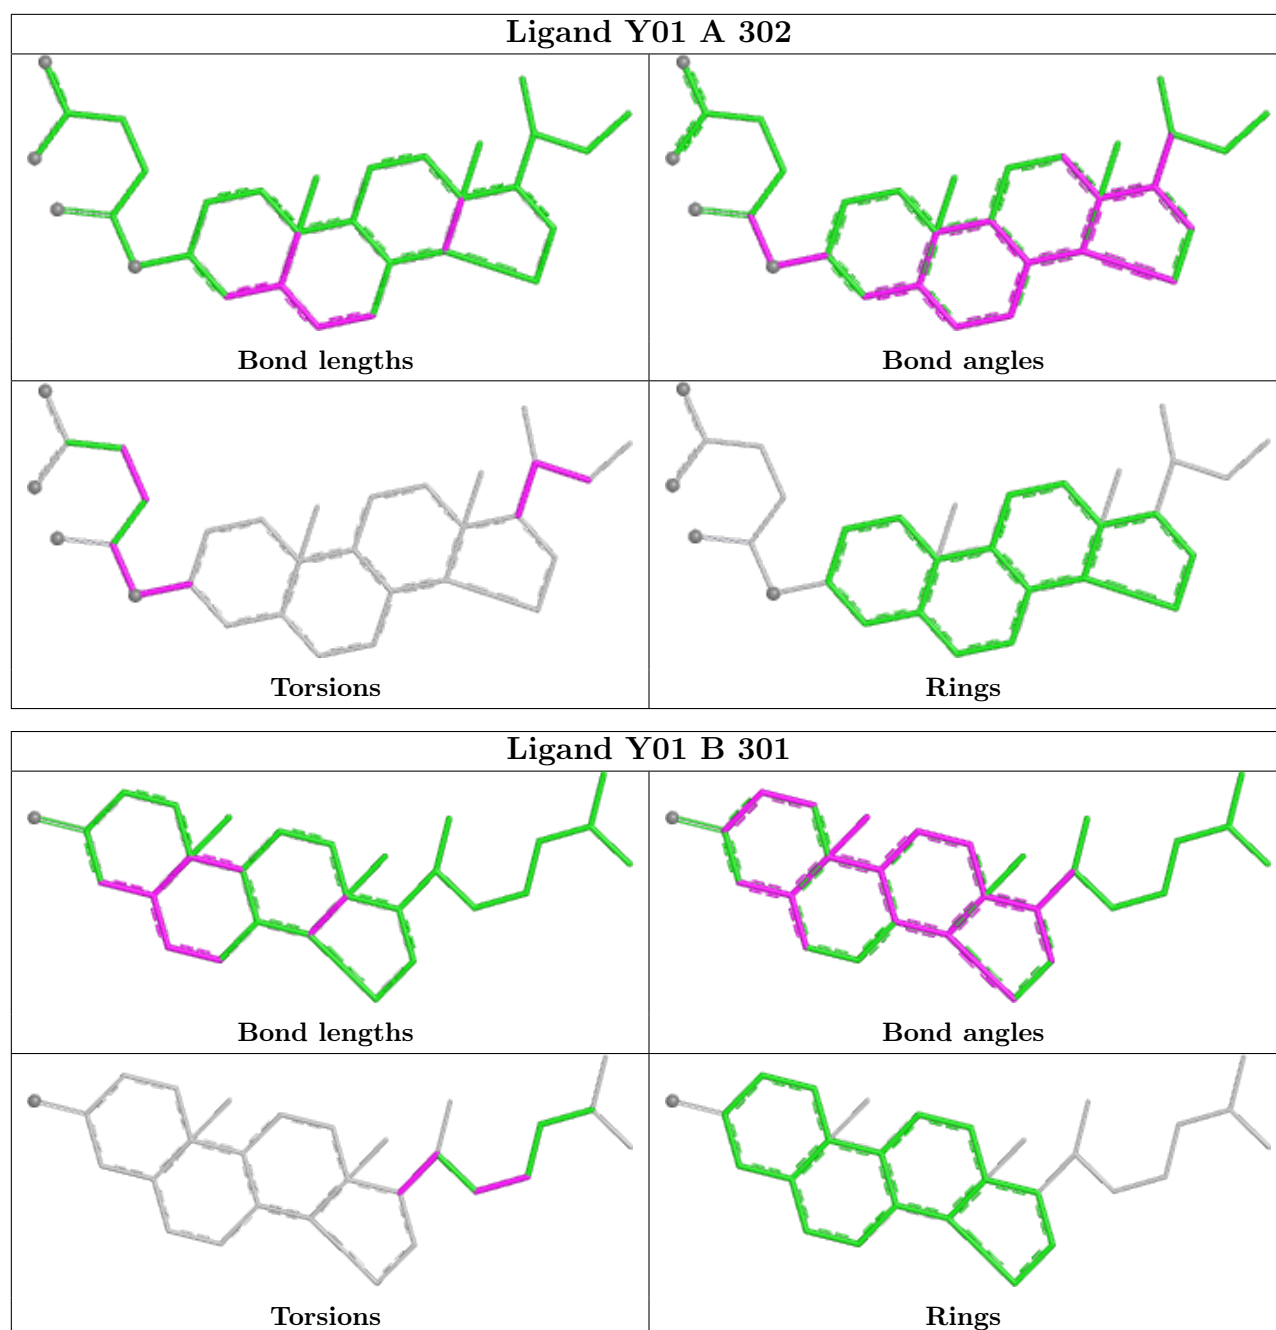 Ligand Y01 A 302
Bond lengths
Bond angles
Torsions
Rings
Ligand Y01 B 301
Bond lengths
Bond angles
Torsions
Rings